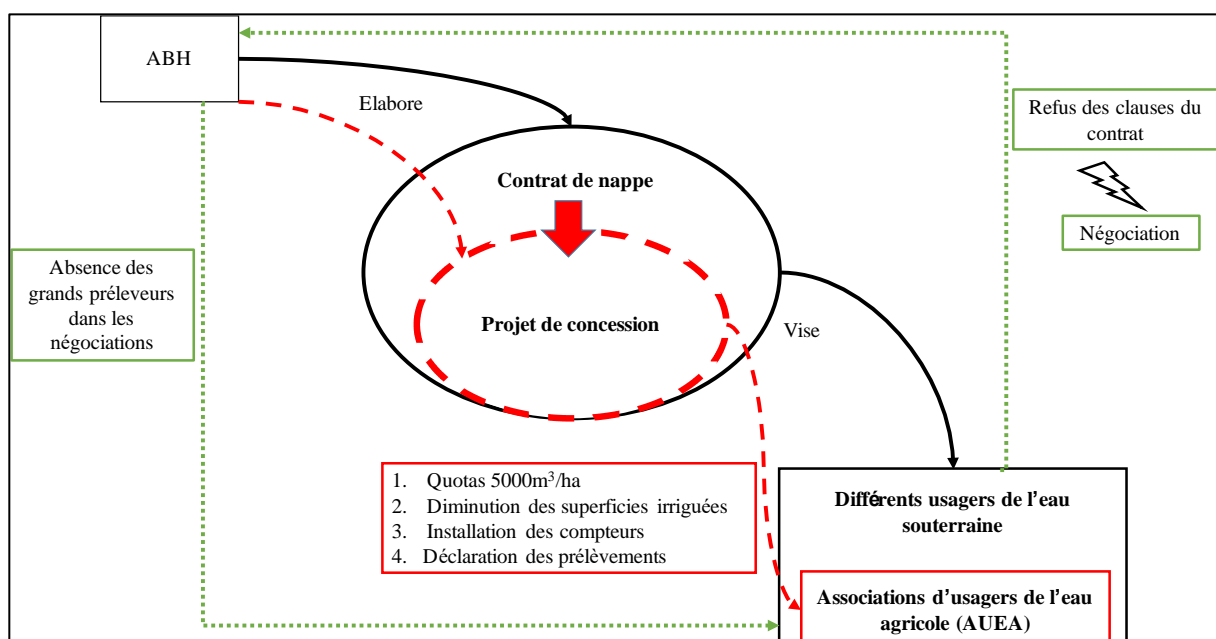 ABH
Elabore
Refus des clauses du
contrat
Négociation
Contrat de nappe
Absence des
grands préleveurs
dans les
négociations
Projet de concession
Vise
1. Quotas 5000m³/ha
2. Diminution des superficies irriguées
3. Installation des compteurs
4. Déclaration des prélèvements
Différents usagers de l’eau
souterraine
Associations d’usagers de l’eau
agricole (AUEA)